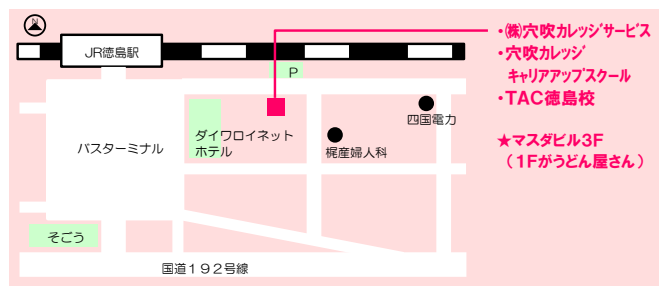 N
JR徳島駅
P
四国電力
ダイワロイネット
ホテル
梶産婦人科
バスターミナル
そごう
国道192号線
・㈱穴吹カレッジサービス
・穴吹カレッジ
キャリアアップスクール
・TAC徳島校
★マスダビル3F
(1Fがうどん屋さん)